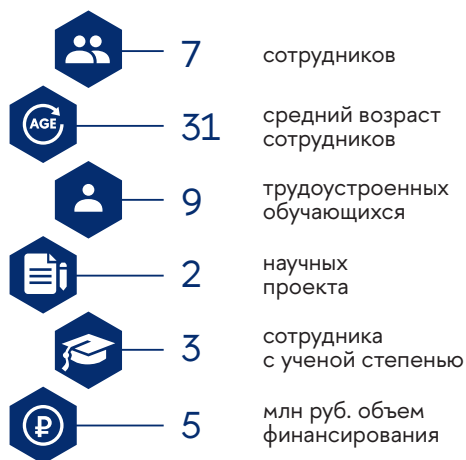 7 сотрудников
AGE
31 средний возраст
сотрудников
9 трудоустроенных
обучающихся
2 научных
проекта
3 сотрудника
с ученой степенью
₽
5 млн руб. объем
финансирования